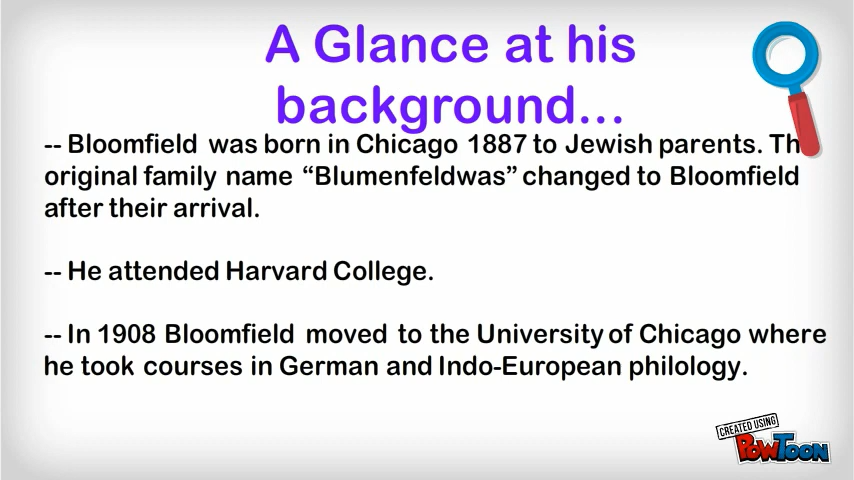 A Glance at his
background...
-- Bloomfield was born in Chicago 1887 to Jewish parents. Th
original family name “Blumenfeldwas” changed to Bloomfield
after their arrival.
-- He attended Harvard College.
-- In 1908 Bloomfield moved to the University of Chicago where
he took courses in German and Indo-European philology.
CREATED USING
POWTOON